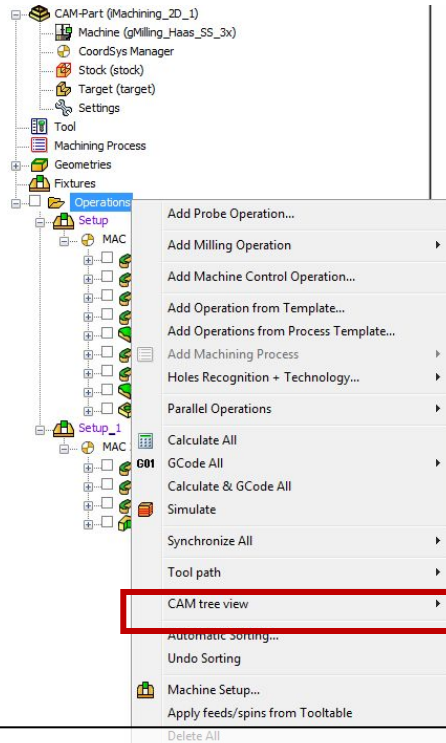 CAM-Part (iMachining_2D_1)
Machine (gMilling_Haas_SS_3x)
CoordSys Manager
Stock (stock)
Target (target)
Settings
Tool
Machining Process
Geometries
Fixtures
Operations
Setup
MAC
Setup_1
MAC
Add Probe Operation...
Add Milling Operation
Add Machine Control Operation...
Add Operation from Template...
Add Operations from Process Template...
Add Machining Process
Holes Recognition + Technology...
Parallel Operations
Calculate All
G01 GCode All
Calculate & GCode All
Simulate
Synchronize All
Tool path
CAM tree view
Automatic Sorting...
Undo Sorting
Machine Setup...
Apply feeds/spins from Tooltable
Delete All